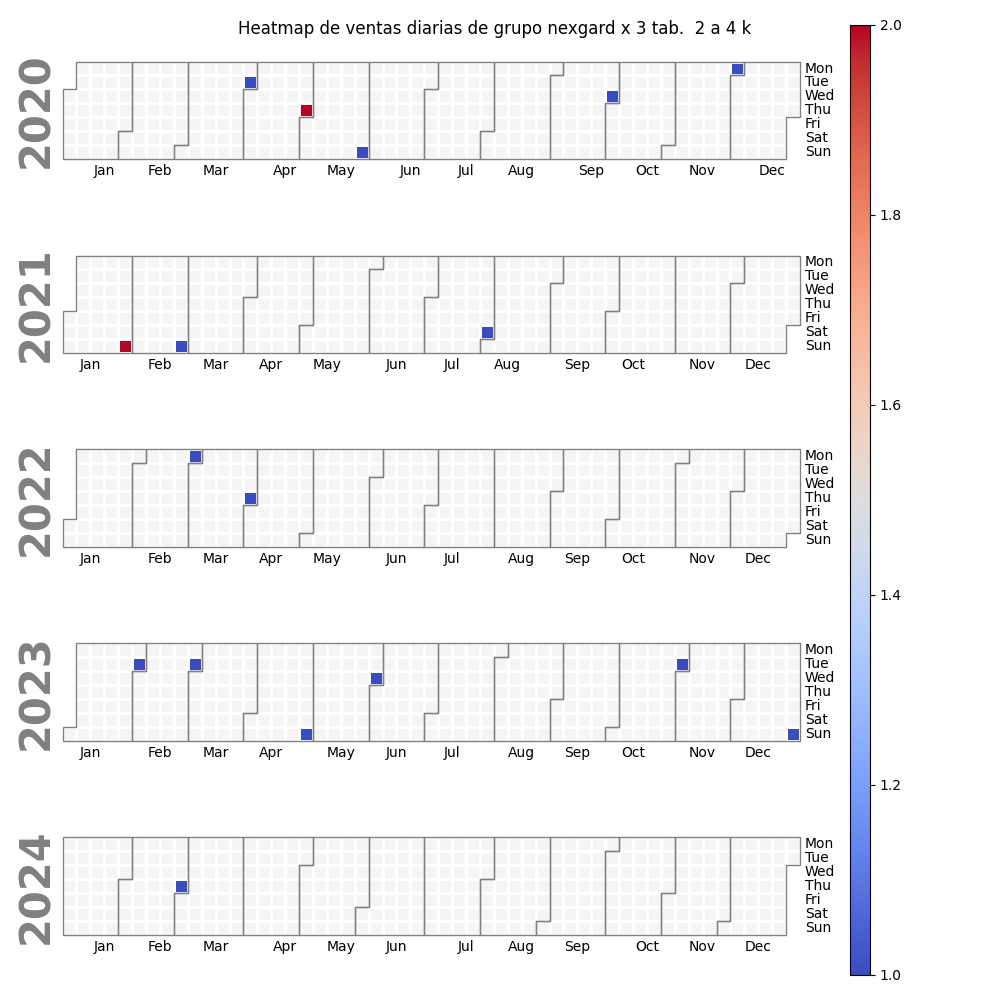 Heatmap de ventas diarias de grupo nexgard x 3 tab.  2 a 4 k
2020
Mon
Tue
Wed
Thu
Fri
Sat
Sun
Jan Feb Mar Apr May Jun Jul Aug Sep Oct Nov Dec
2021
Mon
Tue
Wed
Thu
Fri
Sat
Sun
Jan Feb Mar Apr May Jun Jul Aug Sep Oct Nov Dec
2022
Mon
Tue
Wed
Thu
Fri
Sat
Sun
Jan Feb Mar Apr May Jun Jul Aug Sep Oct Nov Dec
2023
Mon
Tue
Wed
Thu
Fri
Sat
Sun
Jan Feb Mar Apr May Jun Jul Aug Sep Oct Nov Dec
2024
Mon
Tue
Wed
Thu
Fri
Sat
Sun
Jan Feb Mar Apr May Jun Jul Aug Sep Oct Nov Dec
2.0
1.8
1.6
1.4
1.2
1.0